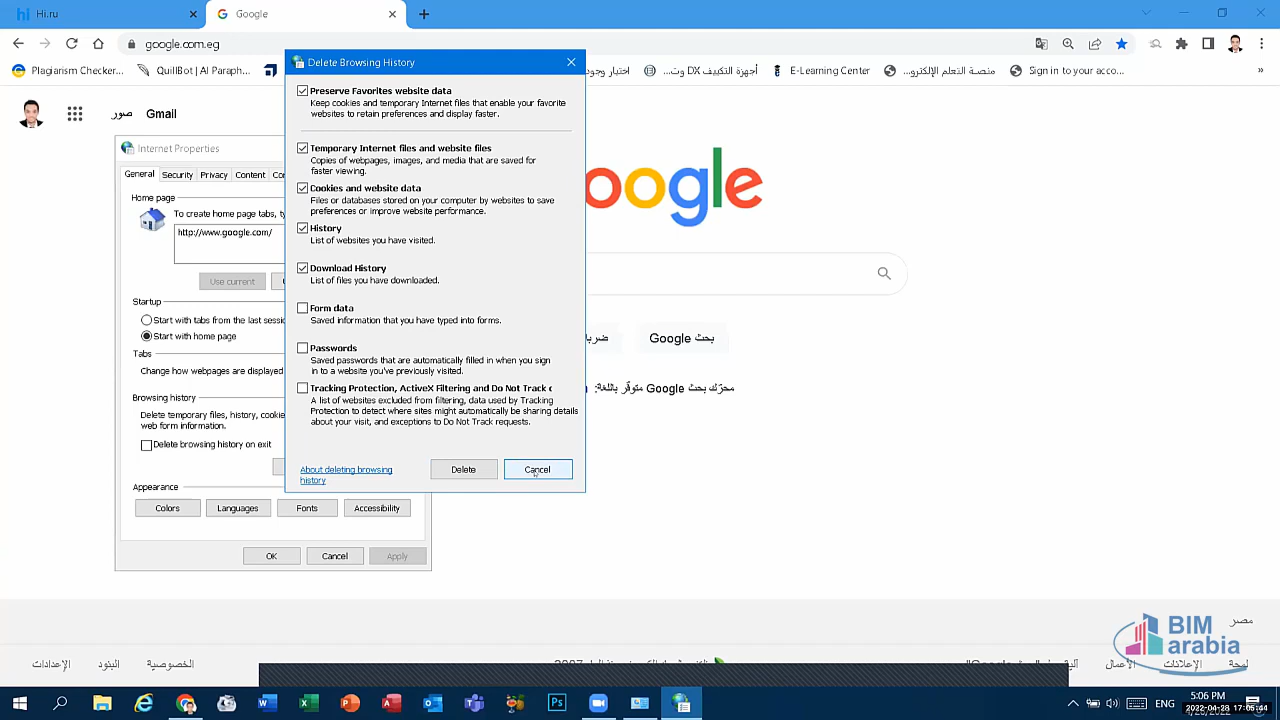 Hi.ru
Google
google.com.eg
Plagiarism Checker...
QuillBot | AI Paraph...
اختبار وجود
أجهزة التكييف DX وت...
E-Learning Center
منصة التعلم الإلكترو...
Sign in to your acco...
»
Gmail
صور
Delete Browsing History
Preserve Favorites website data
Keep cookies and temporary Internet files that enable your favorite
websites to retain preferences and display faster.
Temporary Internet files and website files
Copies of webpages, images, and media that are saved for
faster viewing.
Cookies and website data
Files or databases stored on your computer by websites to save
preferences or improve website performance.
History
List of websites you have visited.
Download History
List of files you have downloaded.
Form data
Saved information that you have typed into forms.
Passwords
Saved passwords that are automatically filled in when you sign
in to a website you've previously visited.
Tracking Protection, ActiveX Filtering and Do Not Track
A list of websites excluded from filtering, data used by Tracking
Protection to detect where sites might automatically be sharing details
about your visit, and exceptions to Do Not Track requests.
About deleting browsing
history
Delete
Cancel
Internet Properties
General
Security
Privacy
Content
Home page
To create home page tabs,
http://www.google.com/
Use current
Startup
Start with tabs from the last
Start with home page
Tabs
Change how webpages are displayed
Browsing history
Delete temporary files, history,
web form information.
Delete browsing history on exit
Appearance
Colors
Languages
Fonts
Accessibility
OK
Cancel
Apply
oogle
بحث Google
محرّك بحث Google متوفّر باللغة:
مصر
لمحة
الإعلانات
الأعمال
الخصوصية
البنود
الإعدادات
BIM
arabia
ENG
5:06 PM
2022-04-28 17:06:44